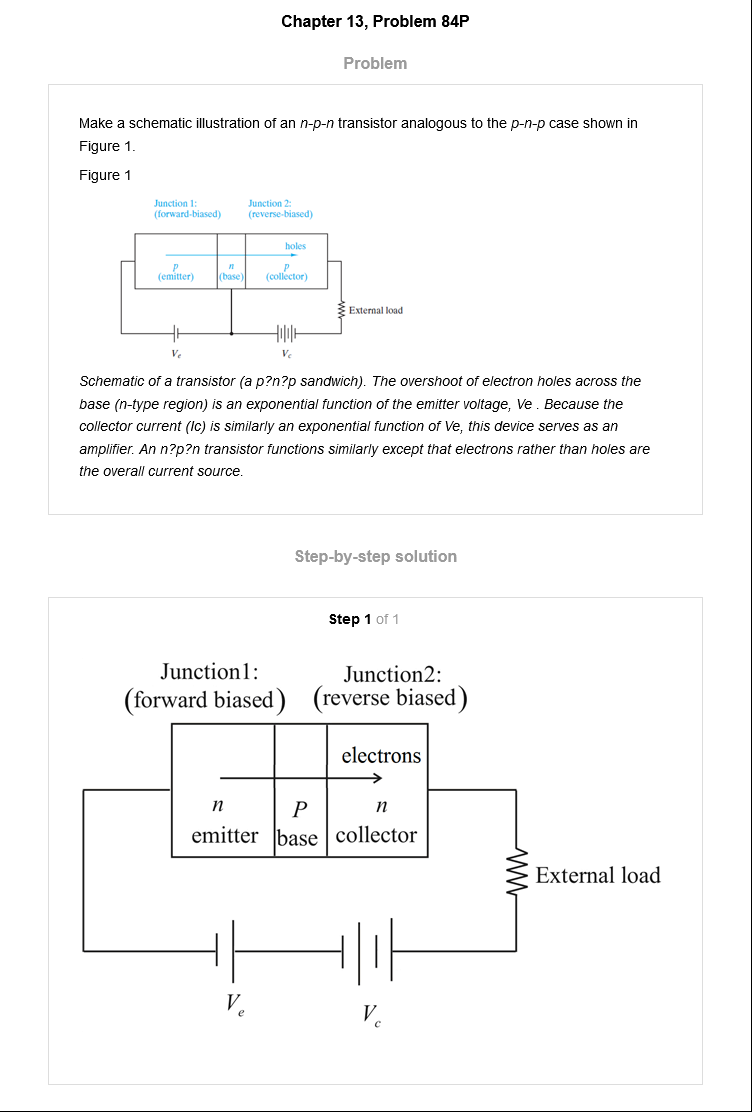 Chapter 13, Problem 84P
Problem
Make a schematic illustration of an n-p-n transistor analogous to the p-n-p case shown in
Figure 1.
Figure 1
Junction 1:
(forward-biased)
Junction 2:
(reverse-biased)
holes
p
(emitter)
n
(base)
p
(collector)
External load
Ve
Vc
Schematic of a transistor (a p?n?p sandwich). The overshoot of electron holes across the
base (n-type region) is an exponential function of the emitter voltage, Ve . Because the
collector current (Ic) is similarly an exponential function of Ve, this device serves as an
amplifier. An n?p?n transistor functions similarly except that electrons rather than holes are
the overall current source.
Step-by-step solution
Step 1 of 1
Junction1:
(forward biased)
Junction2:
(reverse biased)
electrons
n
emitter
P
base
n
collector
External load
Ve
Vc